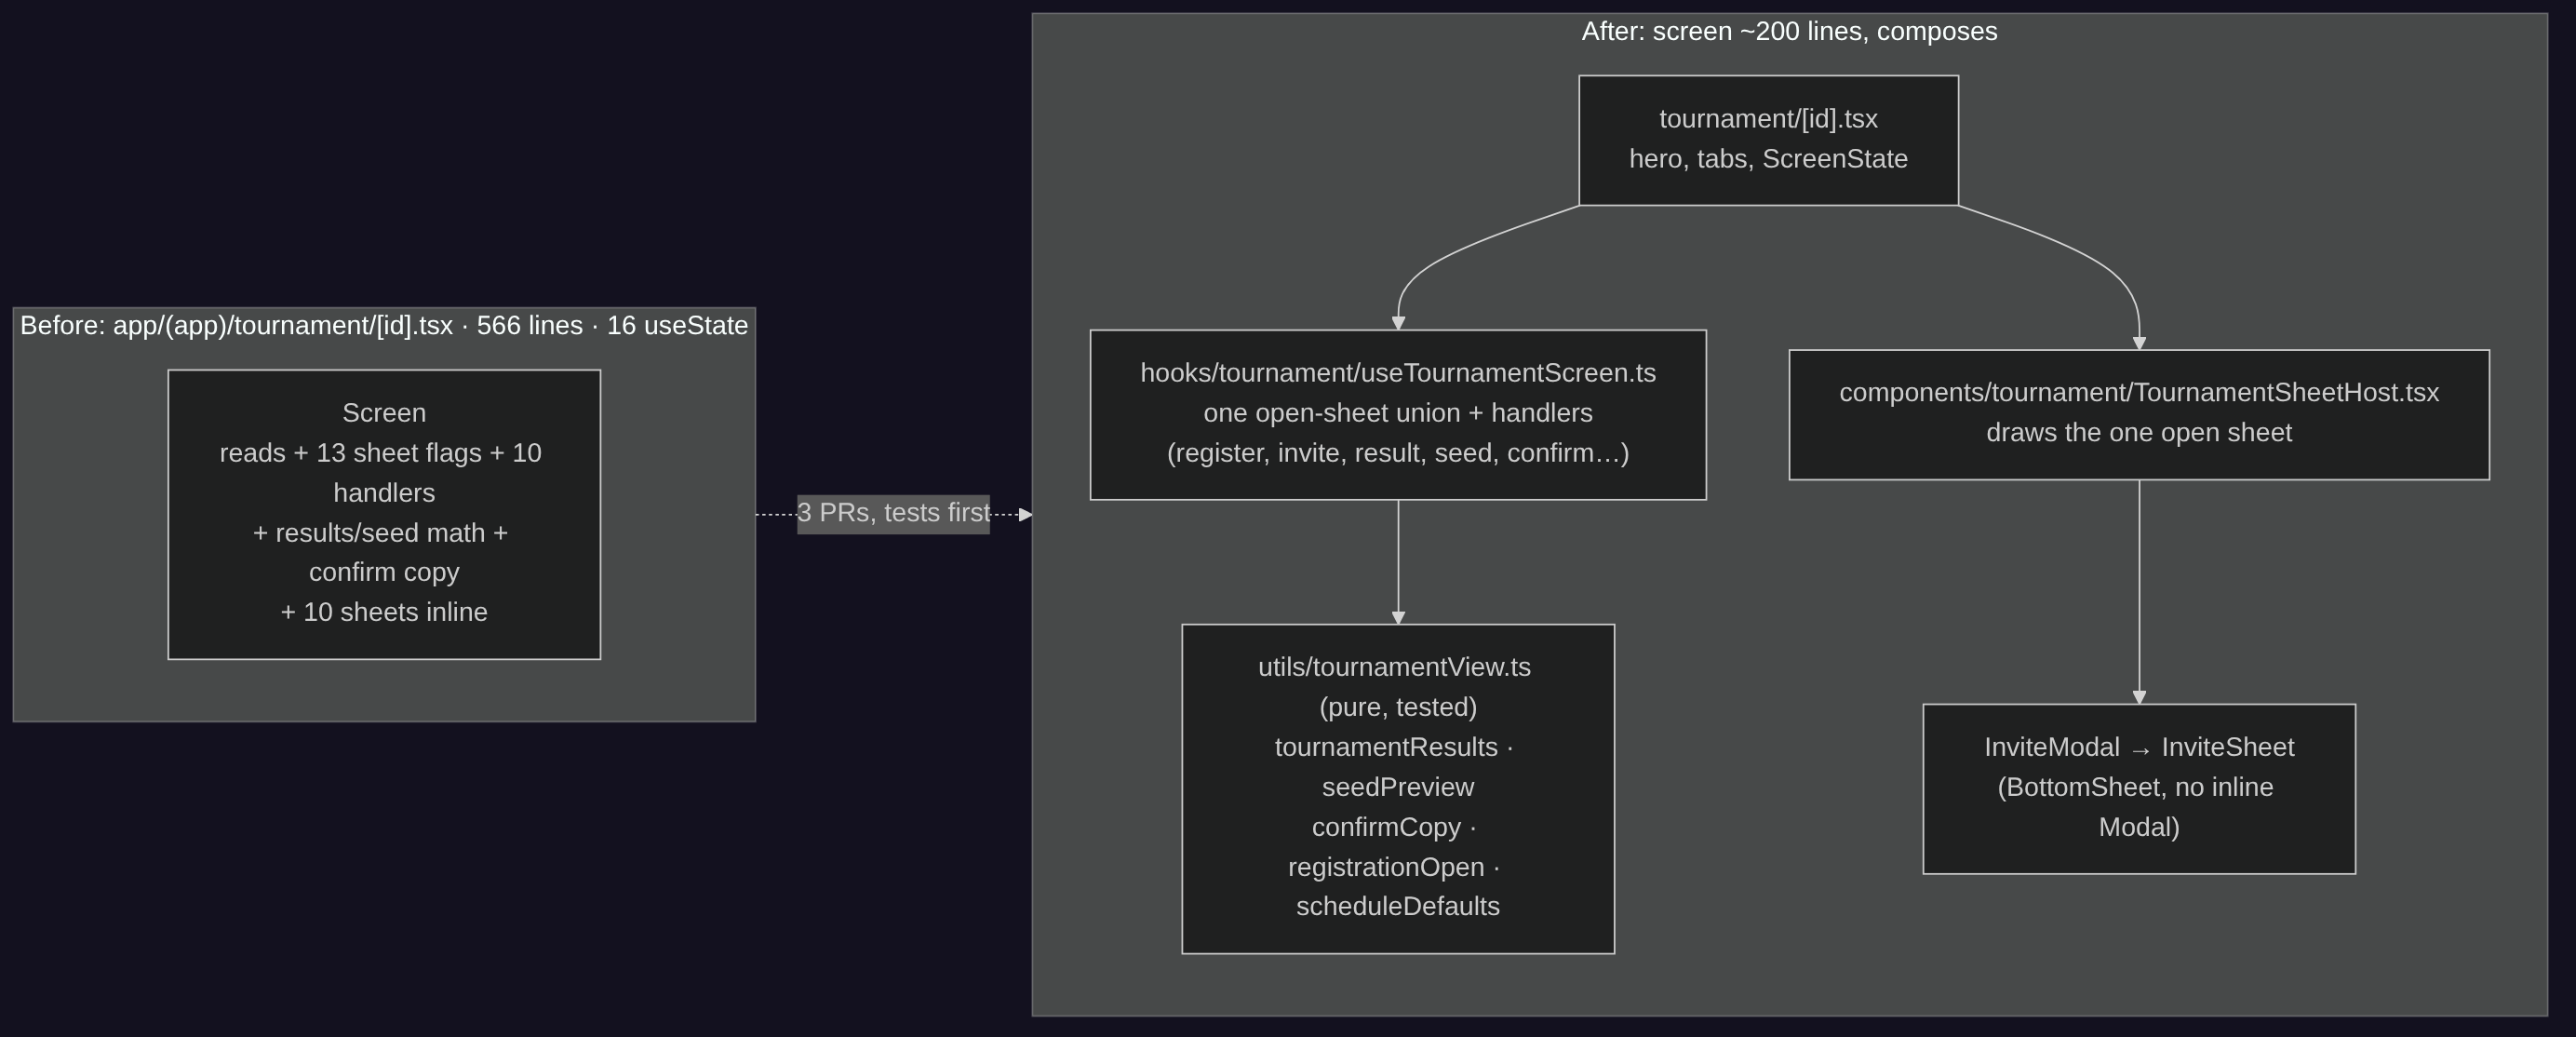 Before: app/(app)/tournament/[id].tsx · 566 lines · 16 useState
Screen
reads + 13 sheet flags + 10
handlers
+ results/seed math +
confirm copy
+ 10 sheets inline
3 PRs, tests first
After: screen ~200 lines, composes
tournament/[id].tsx
hero, tabs, ScreenState
hooks/tournament/useTournamentScreen.ts
one open-sheet union + handlers
(register, invite, result, seed, confirm…)
components/tournament/TournamentSheetHost.tsx
draws the one open sheet
utils/tournamentView.ts
(pure, tested)
tournamentResults ·
seedPreview
confirmCopy ·
registrationOpen ·
scheduleDefaults
InviteModal → InviteSheet
(BottomSheet, no inline
Modal)